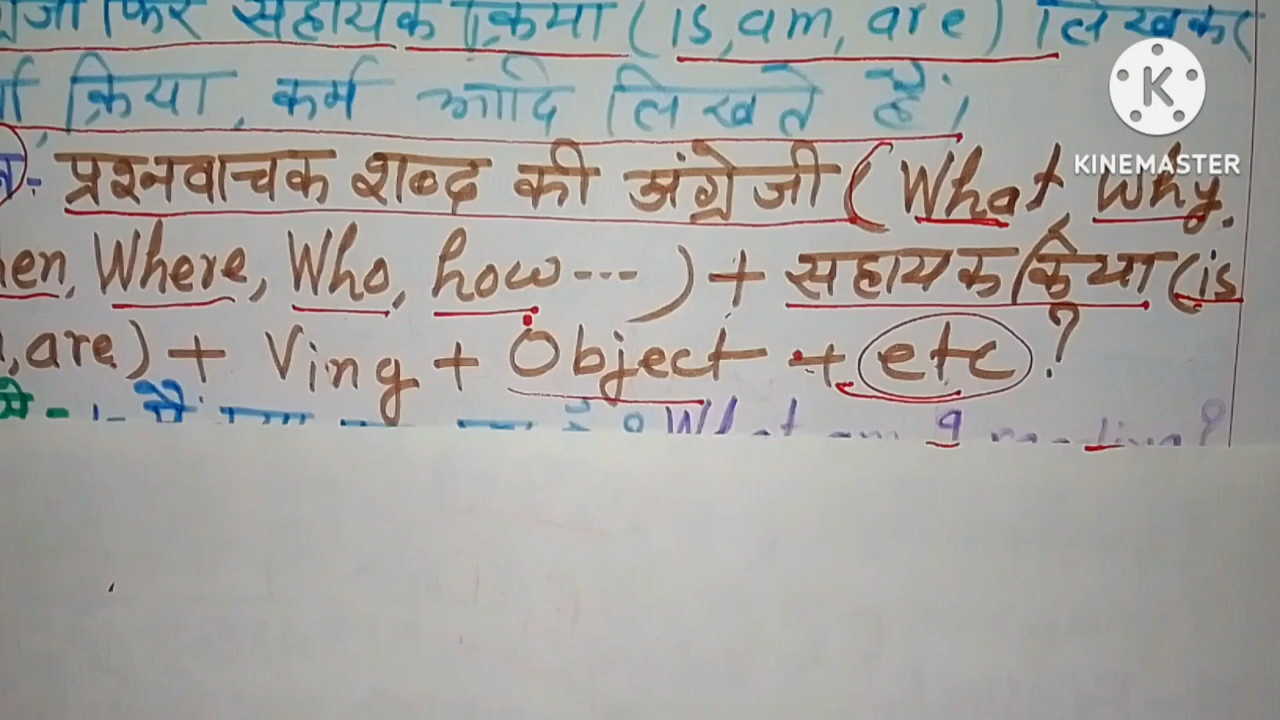 फिर सहायक क्रिया (is, am, are) लिखकर
क्रिया, कर्म आदि लिखते हैं।
प्रश्नवाचक शब्द की अंग्रेजी (What Why,
Where, Who, how---) + सहायक क्रिया (is
are) + Ving + Object + etc ?
KINEMASTER